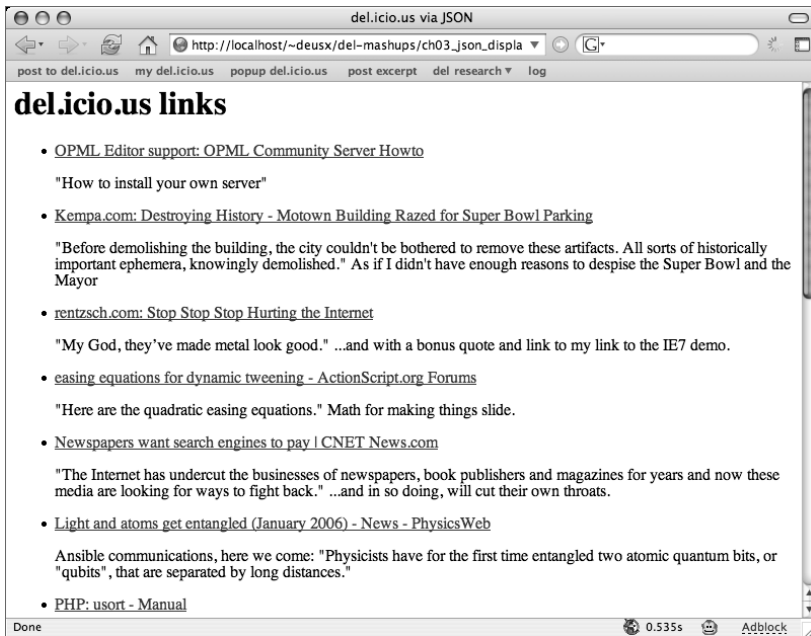 del.icio.us via JSON
http://localhost/~deusx/del-mashups/ch03_json_displa
G
post to del.icio.us my del.icio.us popup del.icio.us post excerpt del research log
del.icio.us links
• OPML Editor support: OPML Community Server Howto
"How to install your own server"
• Kempa.com: Destroying History - Motown Building Razed for Super Bowl Parking
"Before demolishing the building, the city couldn't be bothered to remove these artifacts. All sorts of historically
important ephemera, knowingly demolished." As if I didn't have enough reasons to despise the Super Bowl and the
Mayor
• rentzsch.com: Stop Stop Stop Hurting the Internet
"My God, they’ve made metal look good." ...and with a bonus quote and link to my link to the IE7 demo.
• easing equations for dynamic tweening - ActionScript.org Forums
"Here are the quadratic easing equations." Math for making things slide.
• Newspapers want search engines to pay | CNET News.com
"The Internet has undercut the businesses of newspapers, book publishers and magazines for years and now these
media are looking for ways to fight back." ...and in so doing, will cut their own throats.
• Light and atoms get entangled (January 2006) - News - PhysicsWeb
Ansible communications, here we come: "Physicists have for the first time entangled two atomic quantum bits, or
"qubits", that are separated by long distances."
• PHP: usort - Manual
Done 0.535s Adblock